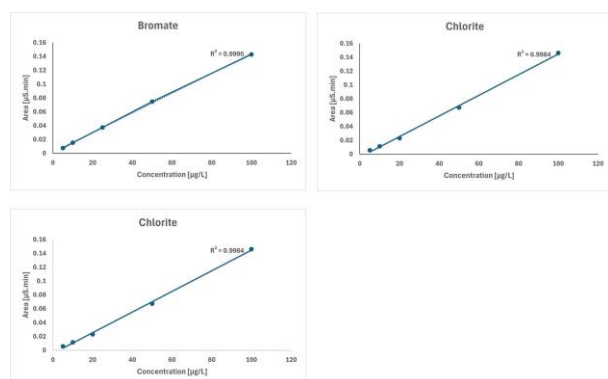 Bromate
R² = 0.9995
0.16
0.14
0.12
0.1
0.08
0.06
0.04
0.02
0
Area [µS.min]
0 20 40 60 80 100 120
Concentration [µg/L]
Chlorite
R² = 0.9984
0.16
0.14
0.12
0.1
0.08
0.06
0.04
0.02
0
Area [µS.min]
0 20 40 60 80 100 120
Concentration [µg/L]
Chlorite
R² = 0.9984
0.16
0.14
0.12
0.1
0.08
0.06
0.04
0.02
0
Area [µS.min]
0 20 40 60 80 100 120
Concentration [µg/L]